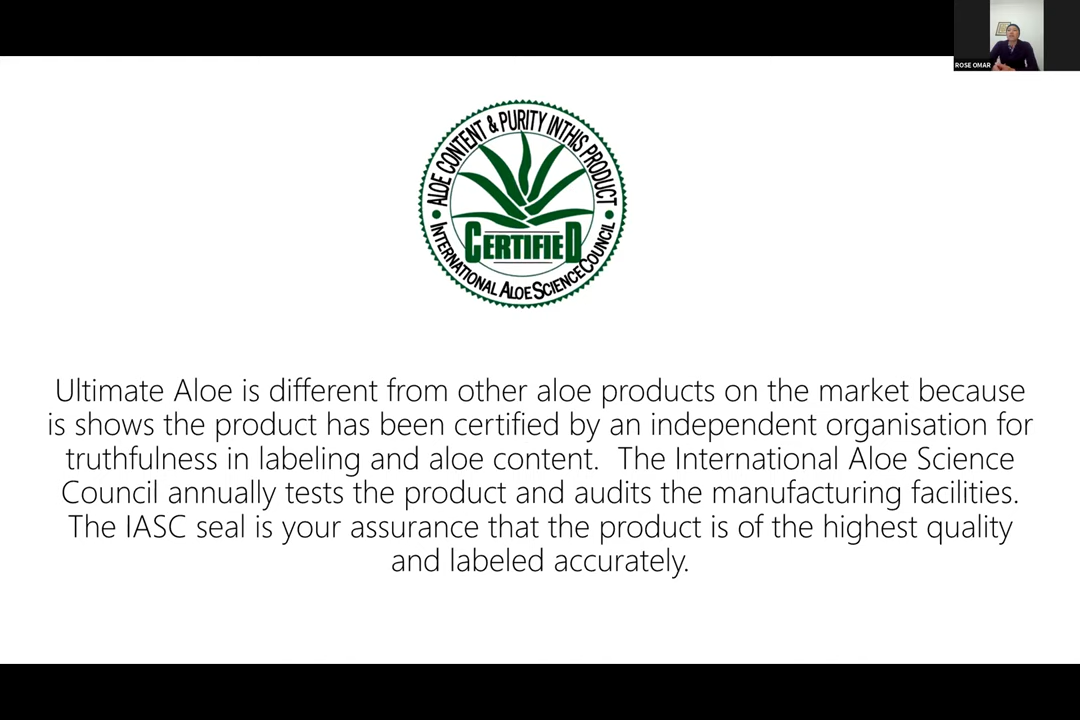 ROSE OMAR
ALOE CONTENT & PURITY IN THIS PRODUCT
CERTIFIED
INTERNATIONAL ALOE SCIENCE COUNCIL
Ultimate Aloe is different from other aloe products on the market because
is shows the product has been certified by an independent organisation for
truthfulness in labeling and aloe content.  The International Aloe Science
Council annually tests the product and audits the manufacturing facilities.
The IASC seal is your assurance that the product is of the highest quality
and labeled accurately.